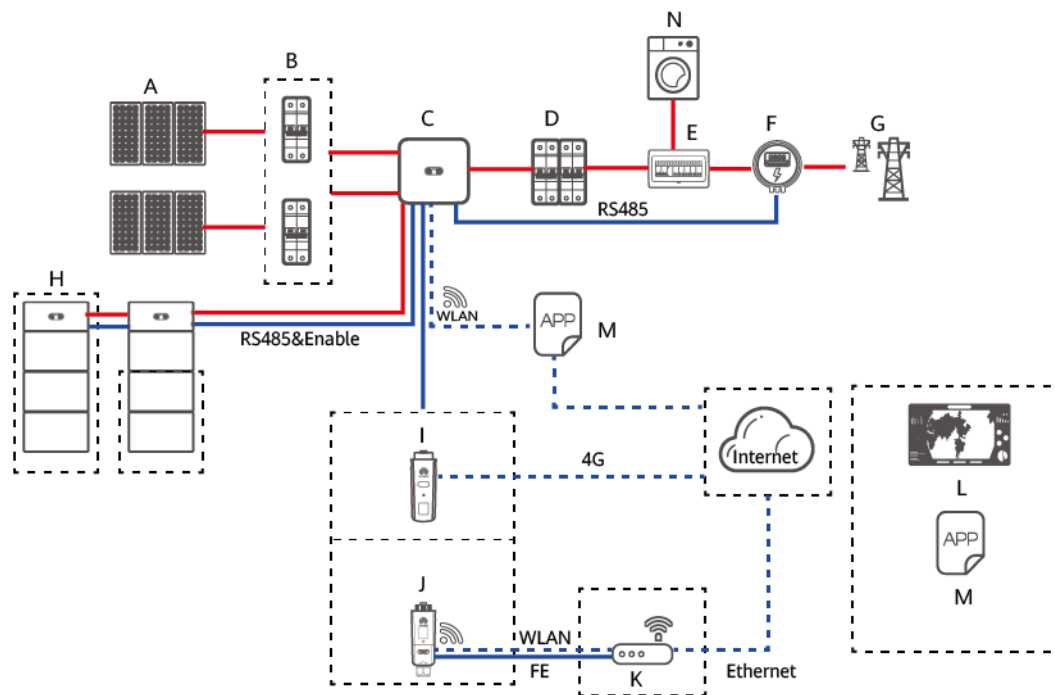 N
A
B
C
D
E
F
G
RS485
H
WLAN
APP
M
RS485&Enable
I
4G
Internet
L
APP
M
J
WLAN
FE
K
Ethernet